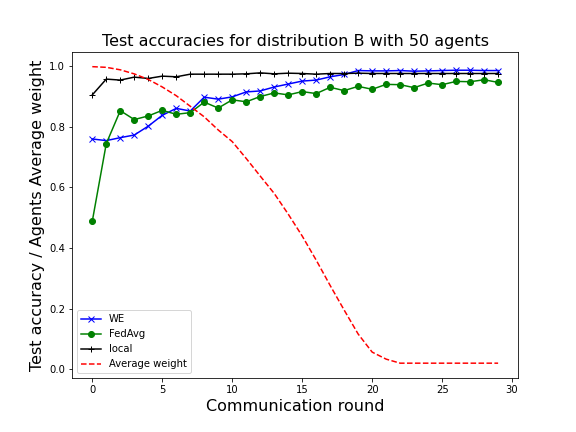 Test accuracies for distribution B with 50 agents
Test accuracy / Agents Average weight
1.0
0.8
0.6
0.4
0.2
0.0
WE
FedAvg
local
Average weight
0 5 10 15 20 25 30
Communication round